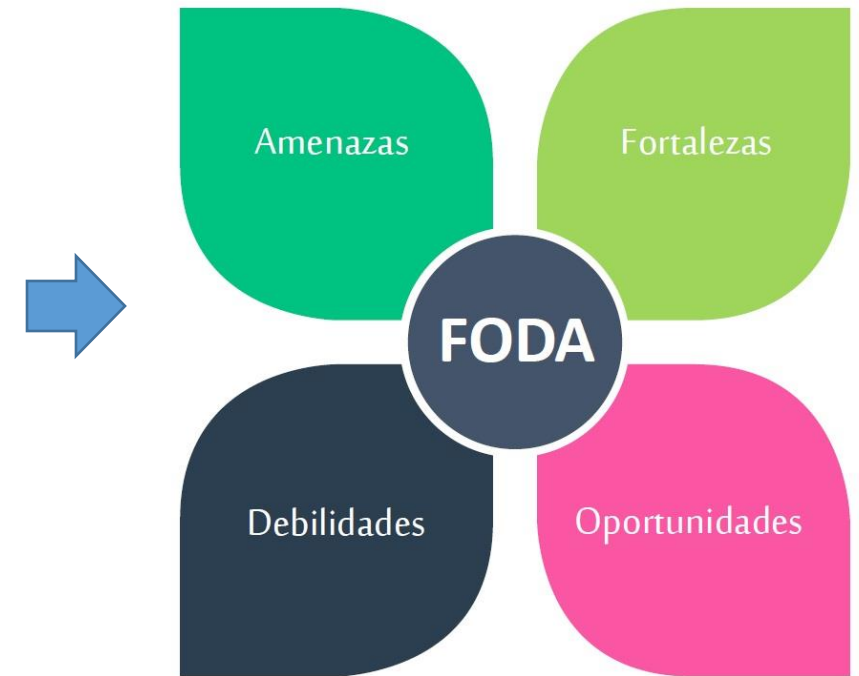 Amenazas
Fortalezas
FODA
Debilidades
Oportunidades